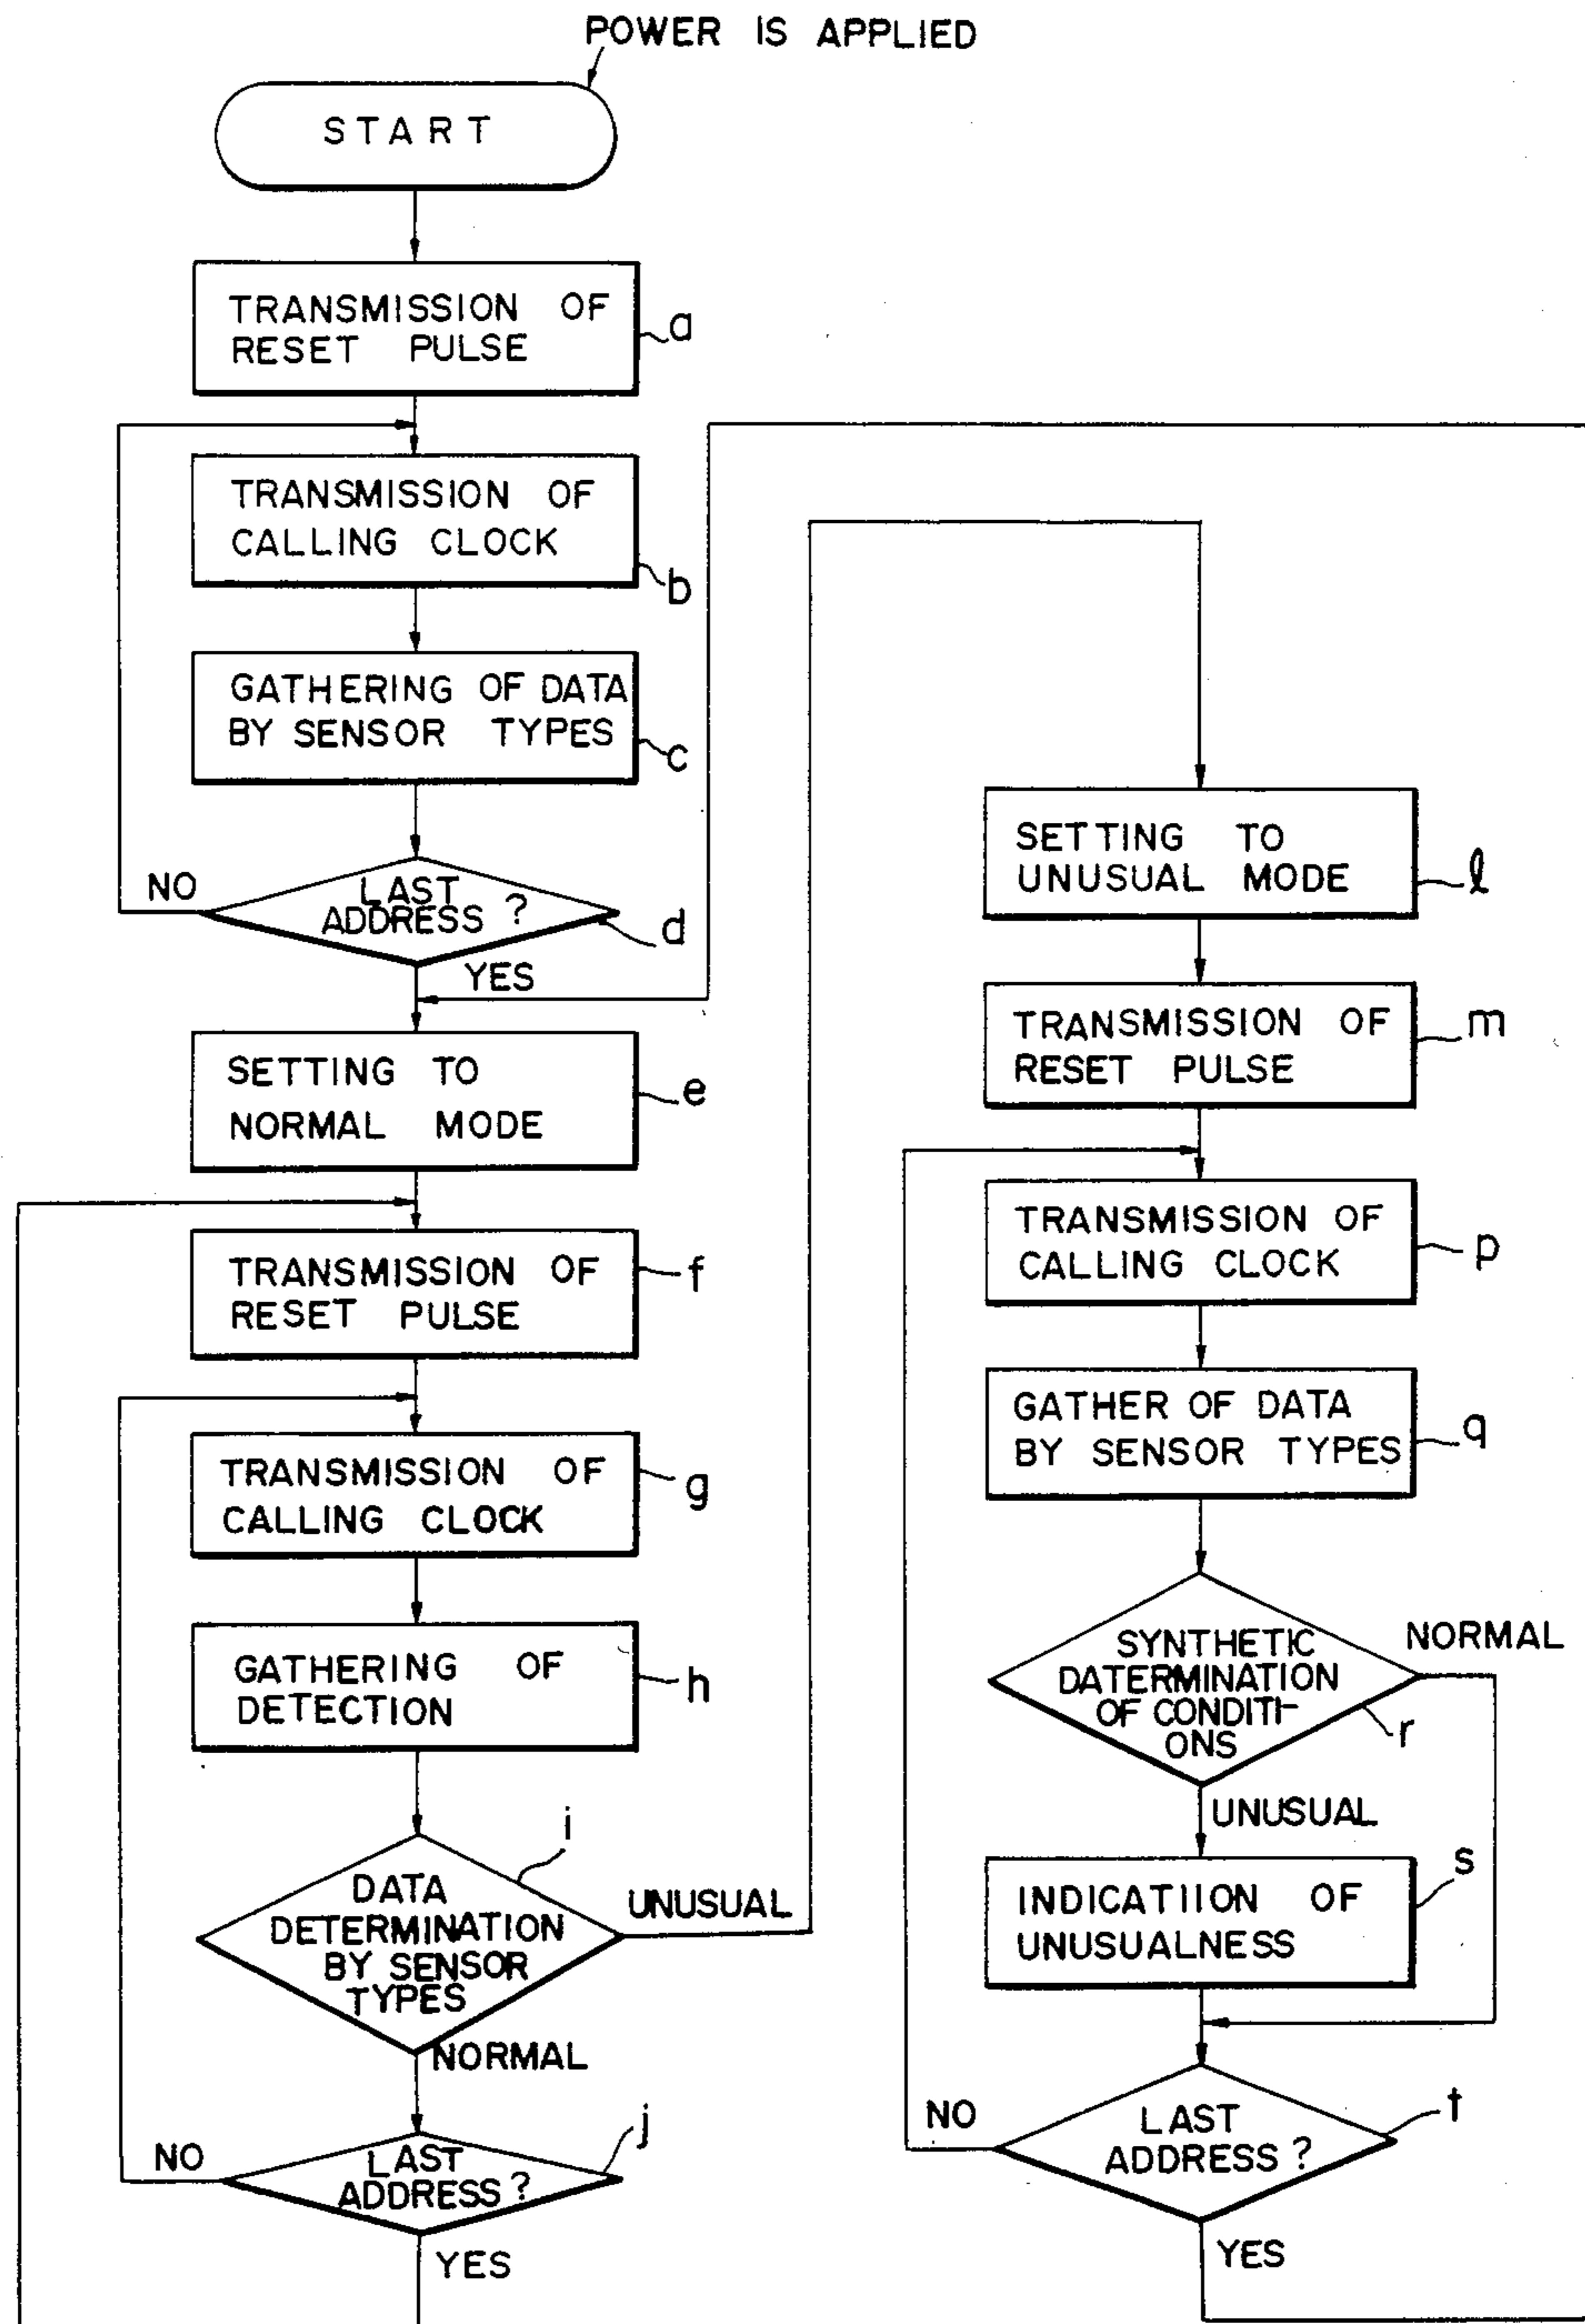 POWER IS APPLIED
START
TRANSMISSION OF
RESET PULSE
a
TRANSMISSION OF
CALLING CLOCK
b
GATHERING OF DATA
BY SENSOR TYPES
c
NO
LAST
ADDRESS ?
d
YES
SETTING TO
NORMAL MODE
e
TRANSMISSION OF
RESET PULSE
f
TRANSMISSION OF
CALLING CLOCK
g
GATHERING OF
DETECTION
h
i
DATA
DETERMINATION
BY SENSOR
TYPES
UNUSUAL
NORMAL
j
NO
LAST
ADDRESS ?
YES
SETTING TO
UNUSUAL MODE
l
TRANSMISSION OF
RESET PULSE
m
TRANSMISSION OF
CALLING CLOCK
p
GATHER OF DATA
BY SENSOR TYPES
q
SYNTHETIC
DATERMINATION
OF CONDITI-
ONS
NORMAL
r
UNUSUAL
INDICATIION OF
UNUSUALNESS
s
NO
LAST
ADDRESS ?
t
YES